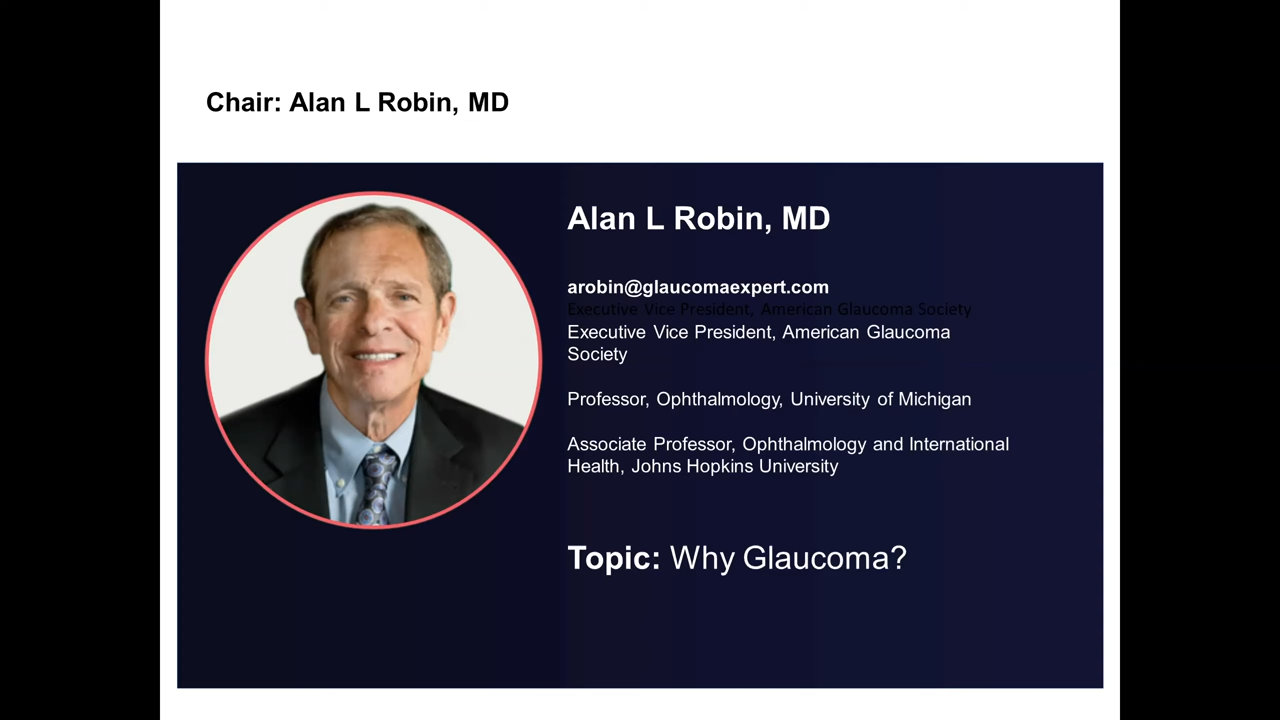 Chair: Alan L Robin, MD
Alan L Robin, MD
arobin@glaucomaexpert.com
Executive Vice President, American Glaucoma Society
Executive Vice President, American Glaucoma
Society
Professor, Ophthalmology, University of Michigan
Associate Professor, Ophthalmology and International
Health, Johns Hopkins University
Topic: Why Glaucoma?